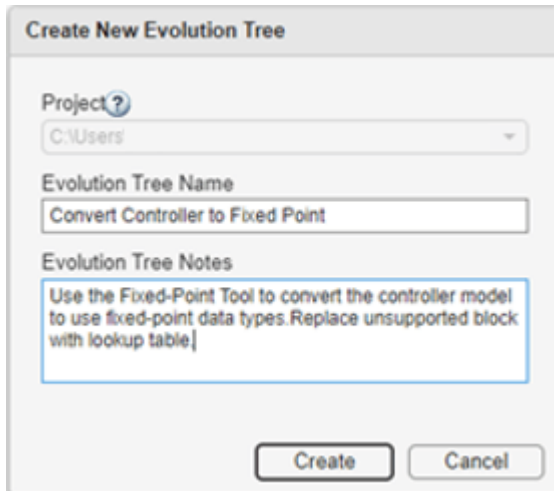 Create New Evolution Tree
Project?
C:\Users
Evolution Tree Name
Convert Controller to Fixed Point
Evolution Tree Notes
Use the Fixed-Point Tool to convert the controller model
to use fixed-point data types.Replace unsupported block
with lookup table.
Create Cancel